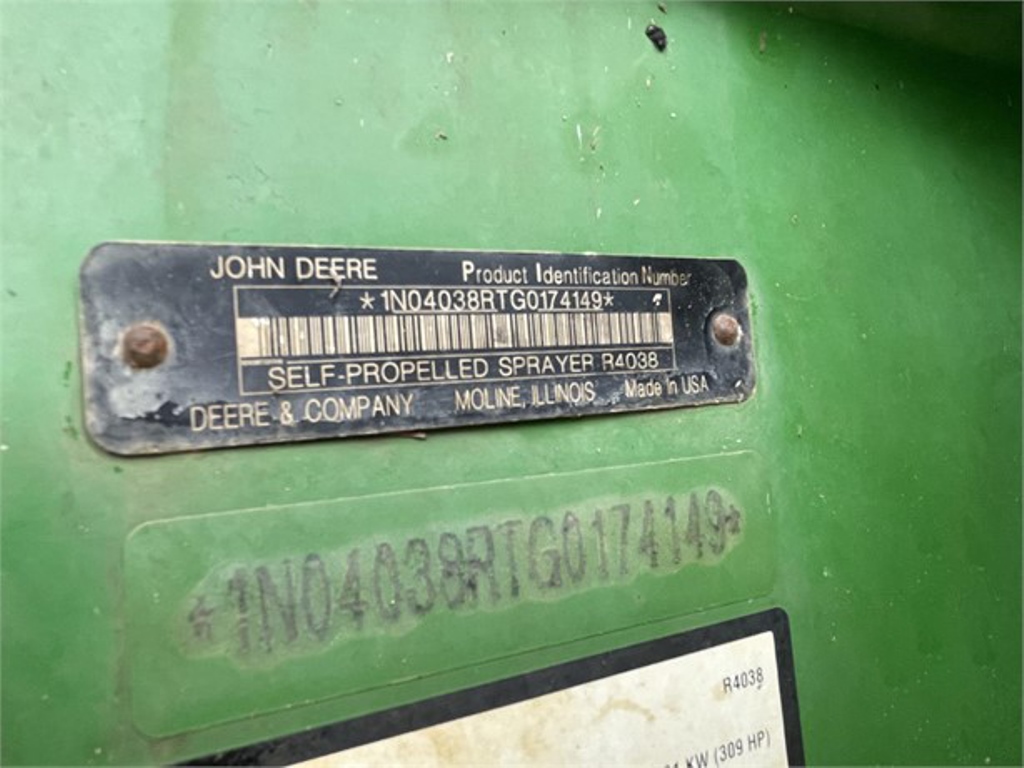 JOHN DEERE Product Identification Number
*1N04038RTG0174149*
SELF-PROPELLED SPRAYER R4038
DEERE & COMPANY MOLINE, ILLINOIS Made in USA
*1N04038RTG0174149*
R4038
KW (309 HP)